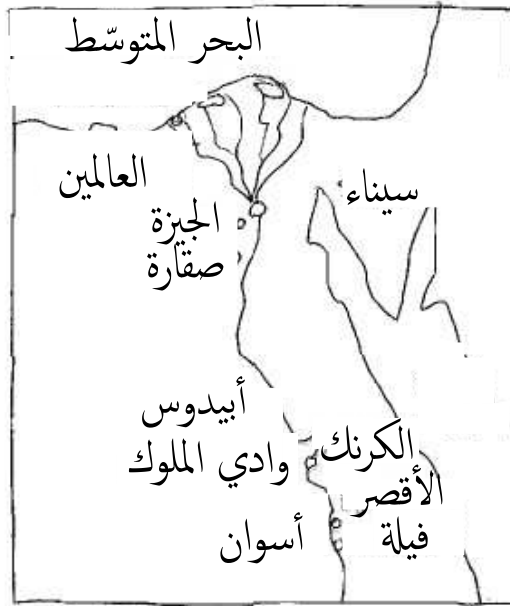 البحر المتوسّط
العالمين
سيناء
الجيزة
صقارة
أبيدوس
الكرنك
وادي الملوك
الأقصر
أسوان
فيلة